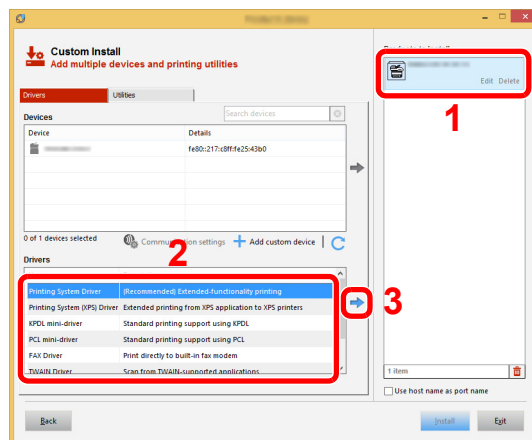 Custom Install
Add multiple devices and printing utilities
Edit Delete
1
Drivers Utilities
Devices Search devices
Device Details
fe80::217:c8ff:fe25:43b0
0 of 1 devices selected Communication settings Add custom device
2
Drivers
Printing System Driver (Recommended) Extended-functionality printing
3
Printing System (XPS) Driver Extended printing from XPS application to XPS printers
KPDL mini-driver Standard printing support using KPDL
PCL mini-driver Standard printing support using PCL
FAX Driver Print directly to built-in fax modem
TWAIN Driver Scan from TWAIN-supported applications
1 item
Use host name as port name
Back Install Exit